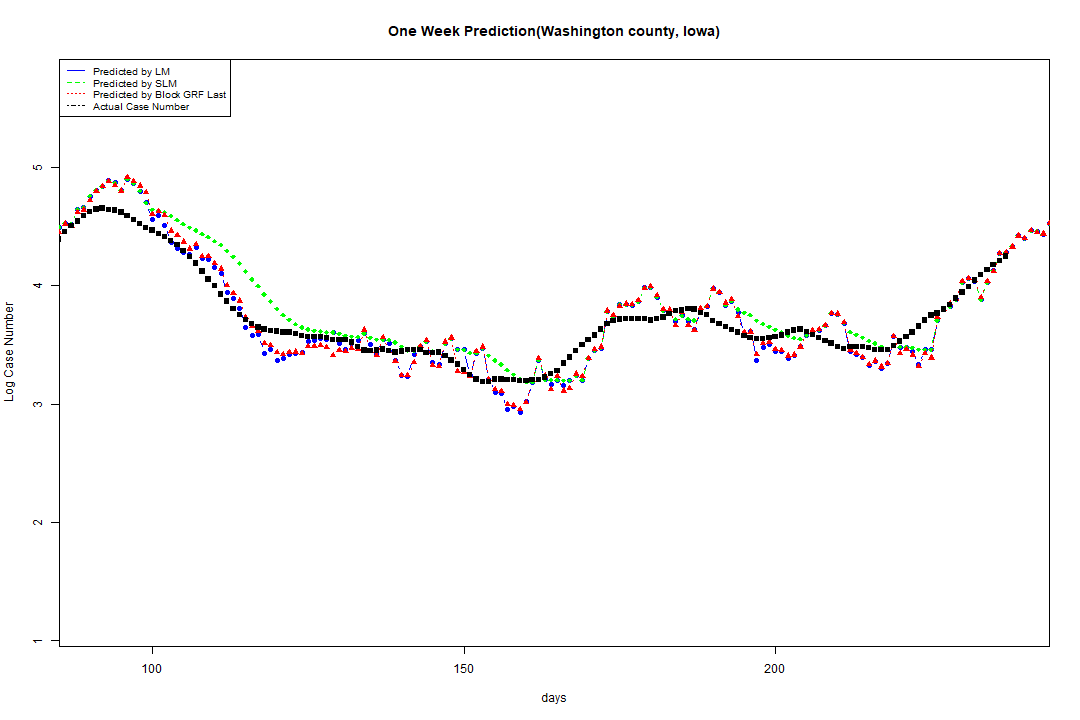 One Week Prediction(Washington county, Iowa)
Predicted by LM
Predicted by SLM
Predicted by Block GRF Last
Actual Case Number
5
4
3
2
1
Log Case Number
100 150 200
days